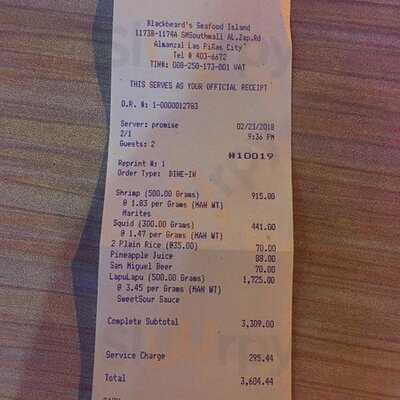 Blackbeard's Seafood Island
11738-1174A SMSouthmall AL.Zap.Rd
Almanzal Las PiÑas City
Tel # 403-6672
TIN#: 008-250-173-001 VAT
THIS SERVES AS YOUR OFFICIAL RECEIPT
O.R. #: 1-0000012783
Server: promise 02/23/2018
2/1 9:36 PM
Guests: 2
#10019
Reprint #: 1
Order Type: DINE-IN
Shrimp (500.00 Grams) 915.00
@ 1.83 per Grams (MAN WT)
Marites
Squid (300.00 Grams) 441.00
@ 1.47 per Grams (MAN WT)
2 Plain Rice (@35.00) 70.00
Pineapple Juice 88.00
San Miguel Beer 70.00
LapuLapu (500.00 Grams) 1,725.00
@ 3.45 per Grams (MAN WT)
SweetSour Sauce
Complete Subtotal 3,309.00
Service Charge 295.44
Total 3,604.44